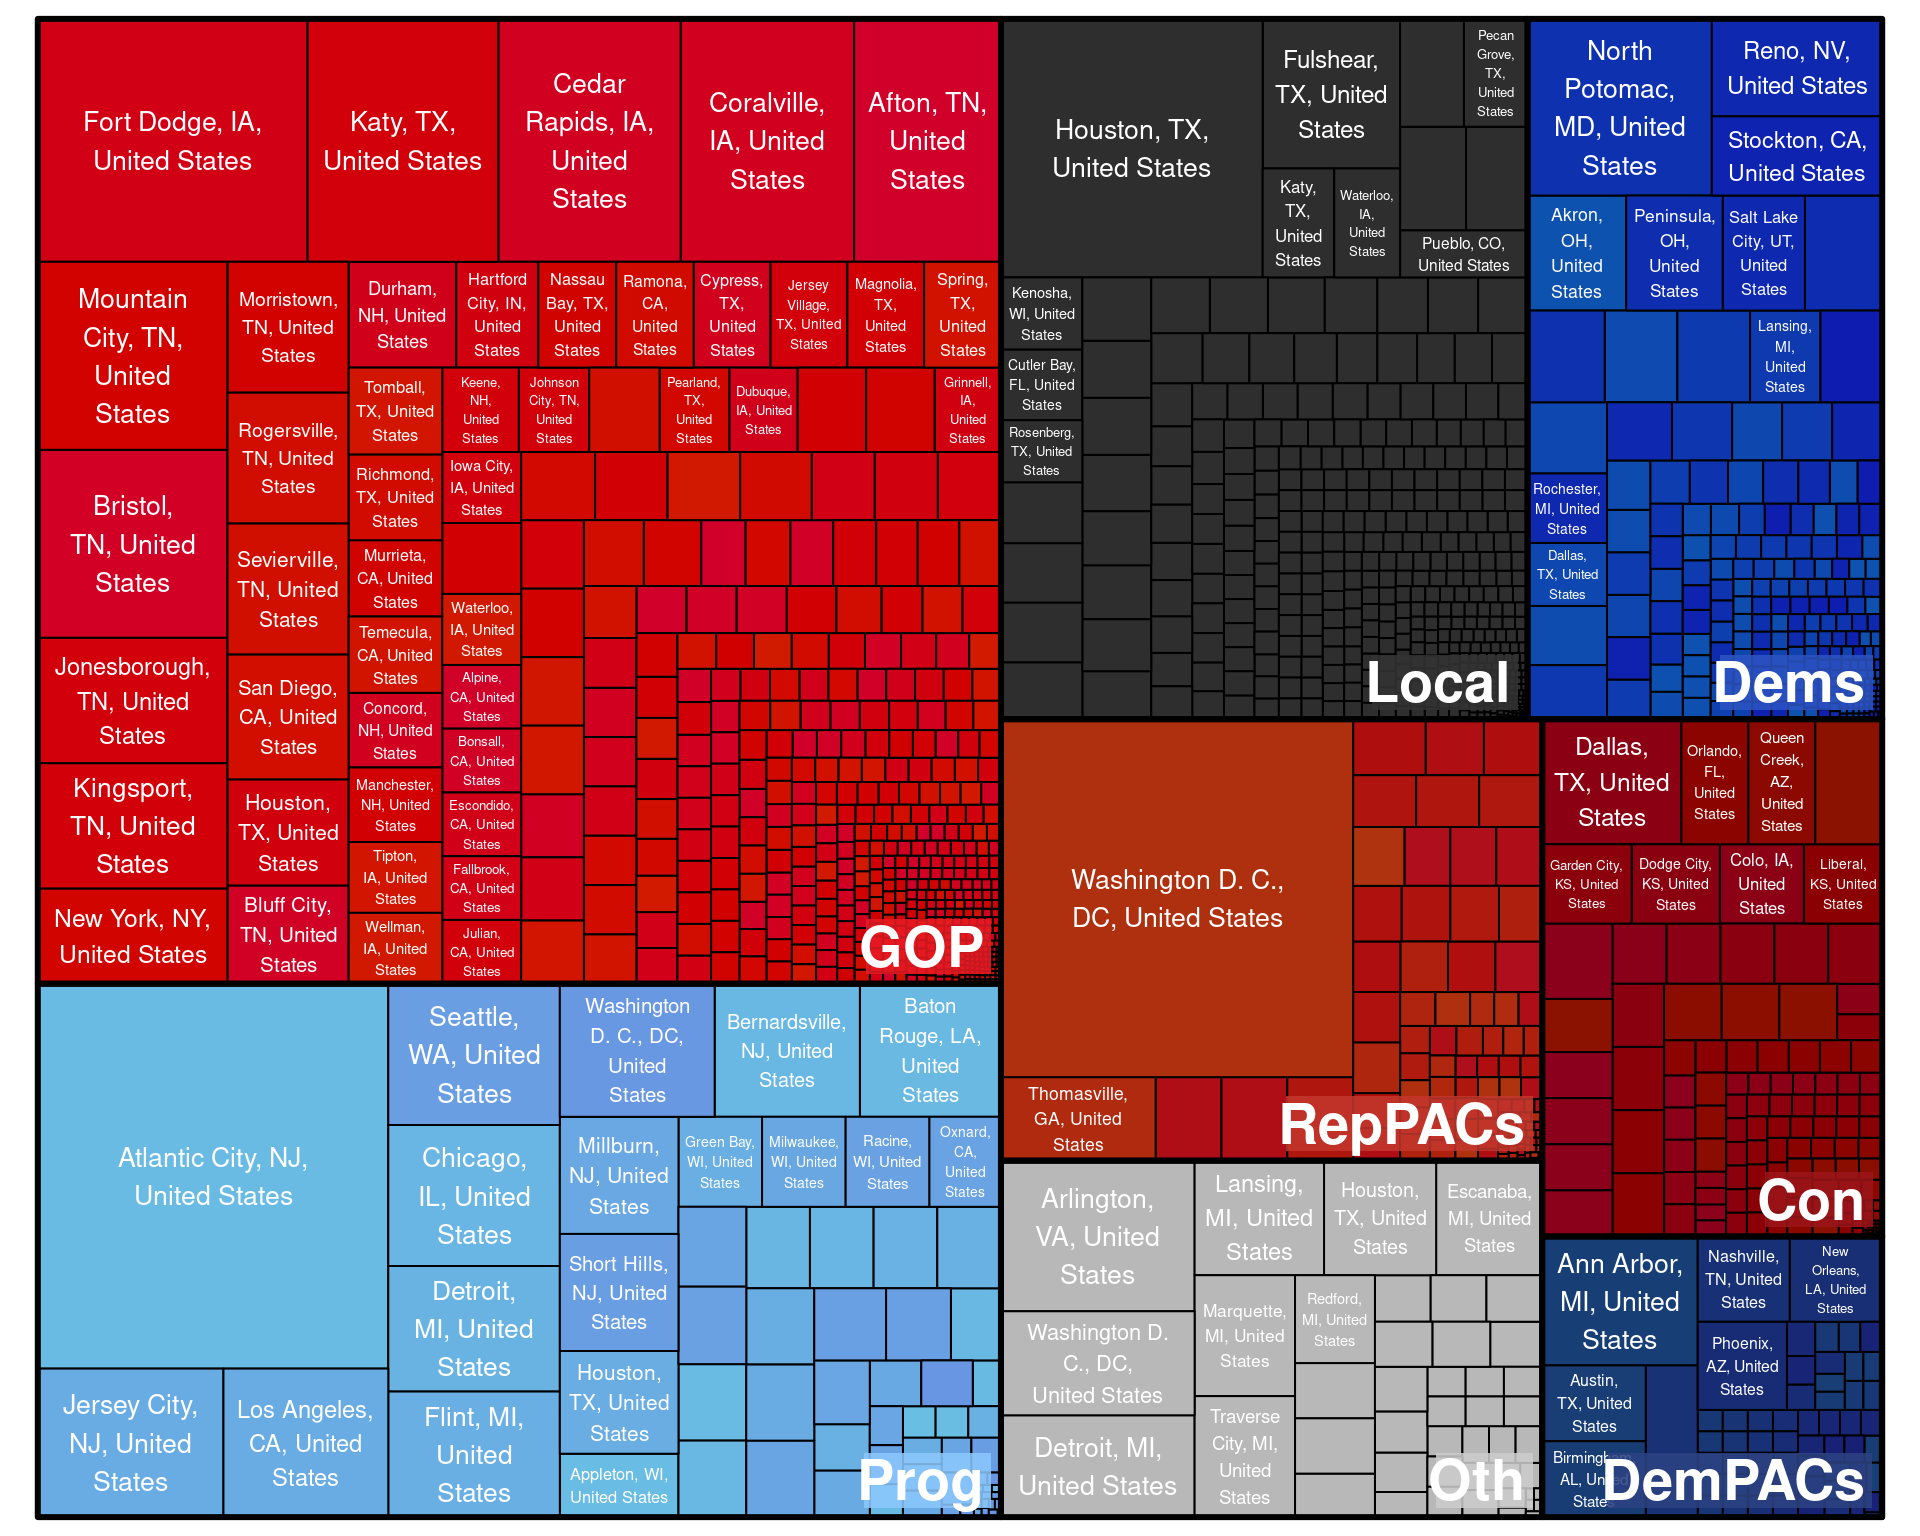 Fort Dodge, IA,
United States
Katy, TX,
United States
Cedar
Rapids, IA,
United
States
Coralville,
IA, United
States
Afton, TN,
United
States
Mountain
City, TN,
United
States
Morristown,
TN, United
States
Durham,
NH, United
States
Hartford
City, IN,
United
States
Nassau
Bay, TX,
United
States
Ramona,
CA,
United
States
Cypress,
TX,
United
States
Jersey
Village,
TX, United
States
Magnolia,
TX,
United
States
Spring,
TX,
United
States
Rogersville,
TN, United
States
Tomball,
TX, United
States
Keene,
NH,
United
States
Johnson
City, TN,
United
States
Pearland,
TX,
United
States
Dubuque,
IA, United
States
Grinnell,
IA,
United
States
Bristol,
TN, United
States
Richmond,
TX, United
States
Iowa City,
IA, United
States
Sevierville,
TN, United
States
Murrieta,
CA, United
States
Waterloo,
IA, United
States
Temecula,
CA, United
States
Jonesborough,
TN, United
States
San Diego,
CA, United
States
Alpine,
CA, United
States
Concord,
NH, United
States
Bonsall,
CA, United
States
Kingsport,
TN, United
States
Houston,
TX, United
States
Manchester,
NH, United
States
Escondido,
CA, United
States
Tipton,
IA, United
States
Fallbrook,
CA, United
States
New York, NY,
United States
Bluff City,
TN, United
States
Wellman,
IA, United
States
Julian,
CA, United
States
GOP
Houston, TX,
United States
Fulshear,
TX, United
States
Pecan
Grove,
TX,
United
States
Katy,
TX,
United
States
Waterloo,
IA,
United
States
Pueblo, CO,
United States
Kenosha,
WI, United
States
Cutler Bay,
FL, United
States
Rosenberg,
TX, United
States
Local
North
Potomac,
MD, United
States
Reno, NV,
United States
Stockton, CA,
United States
Akron,
OH,
United
States
Peninsula,
OH,
United
States
Salt Lake
City, UT,
United
States
Lansing,
MI,
United
States
Rochester,
MI, United
States
Dallas,
TX, United
States
Dems
Washington D. C.,
DC, United States
Thomasville,
GA, United
States
RepPACs
Dallas,
TX, United
States
Orlando,
FL,
United
States
Queen
Creek,
AZ,
United
States
Garden City,
KS, United
States
Dodge City,
KS, United
States
Colo, IA,
United
States
Liberal,
KS, United
States
Con
Atlantic City, NJ,
United States
Seattle,
WA, United
States
Washington
D. C., DC,
United
States
Bernardsville,
NJ, United
States
Baton
Rouge, LA,
United
States
Chicago,
IL, United
States
Millburn,
NJ, United
States
Green Bay,
WI, United
States
Milwaukee,
WI, United
States
Racine,
WI, United
States
Oxnard,
CA,
United
States
Short Hills,
NJ, United
States
Detroit,
MI, United
States
Jersey City,
NJ, United
States
Los Angeles,
CA, United
States
Flint, MI,
United
States
Houston,
TX, United
States
Appleton, WI,
United States
Prog
Arlington,
VA, United
States
Lansing,
MI, United
States
Houston,
TX, United
States
Escanaba,
MI, United
States
Washington D.
C., DC,
United States
Marquette,
MI, United
States
Redford,
MI, United
States
Detroit, MI,
United States
Traverse
City, MI,
United
States
Oth
Ann Arbor,
MI, United
States
Nashville,
TN, United
States
New
Orleans,
LA, United
States
Phoenix,
AZ, United
States
Austin,
TX, United
States
Birmingham,
AL, United
States
DemPACs